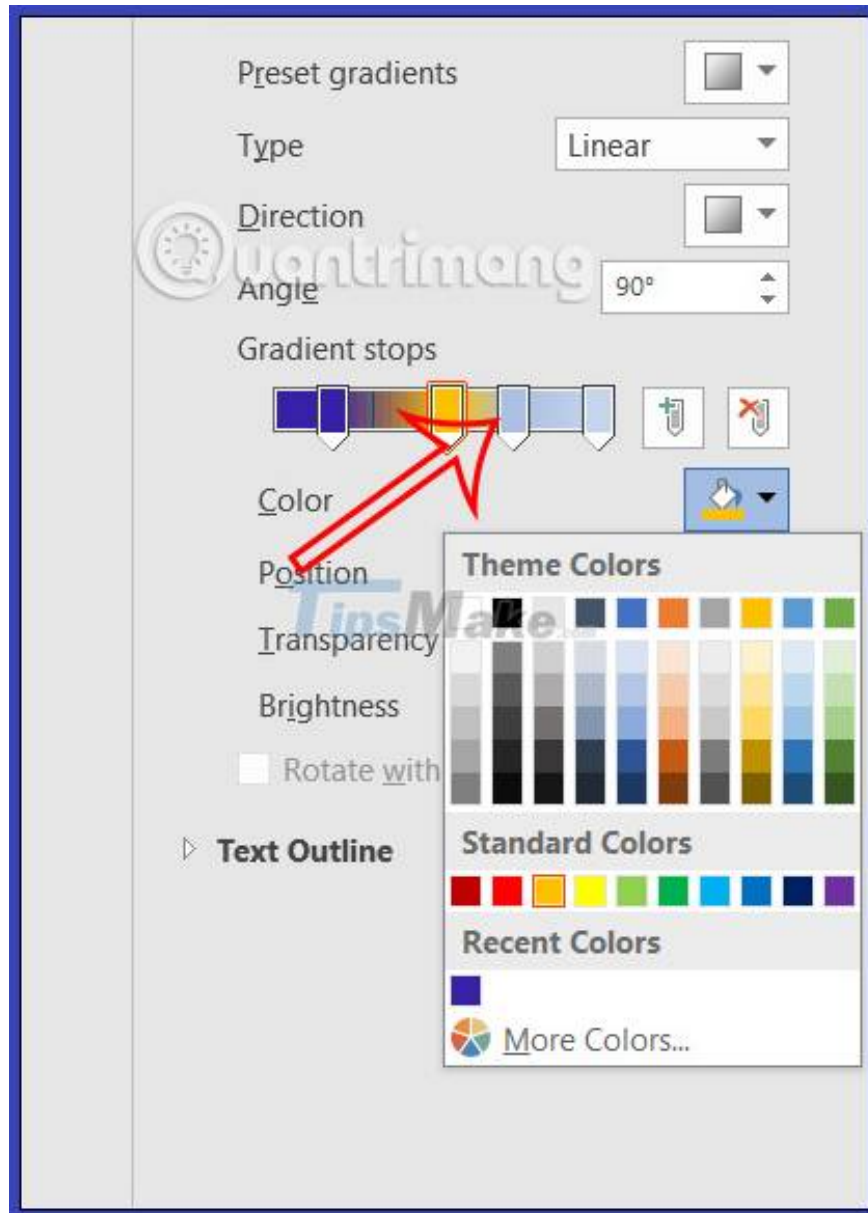 Preset gradients
Type
Linear
Direction
Quantrimang
Angle
90°
Gradient stops
Color
Position
Theme Colors
TipsMake.com
Transparency
Brightness
Rotate with
Text Outline
Standard Colors
Recent Colors
More Colors...